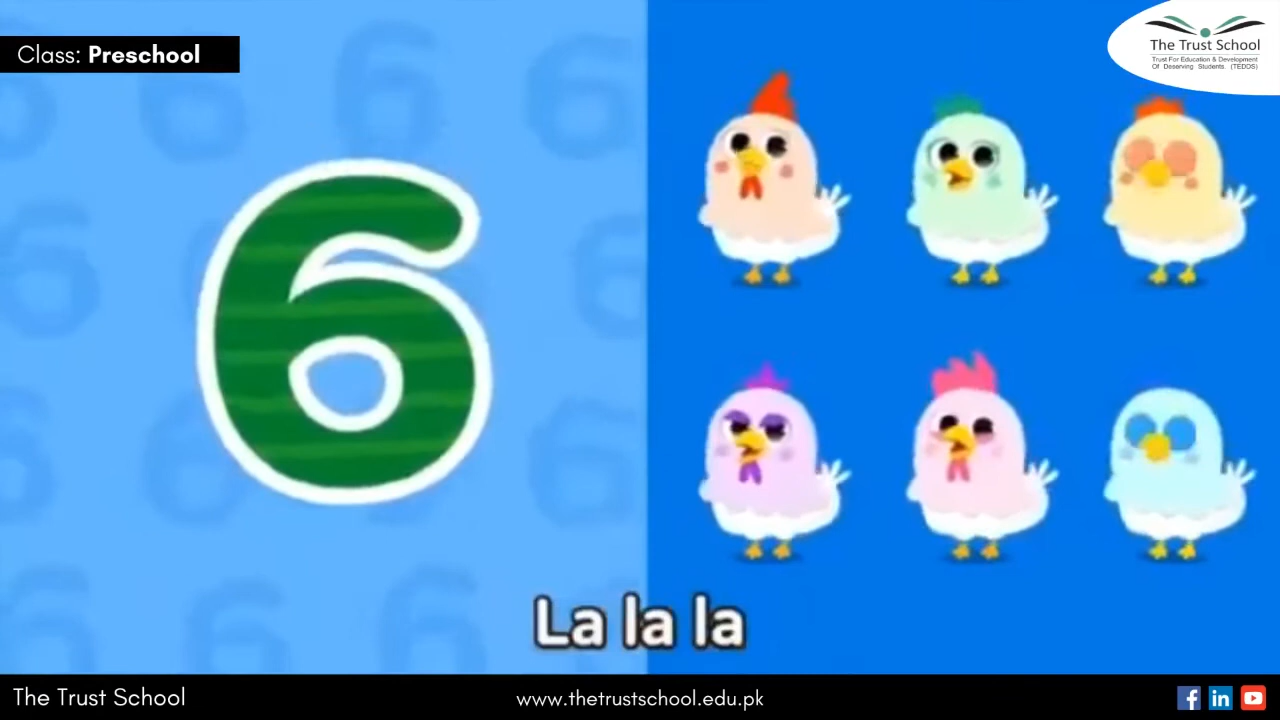 Class: Preschool
The Trust School
Trust For Education & Development
Of Deserving Students. (TEDDS)
6
La la la
The Trust School
www.thetrustschool.edu.pk